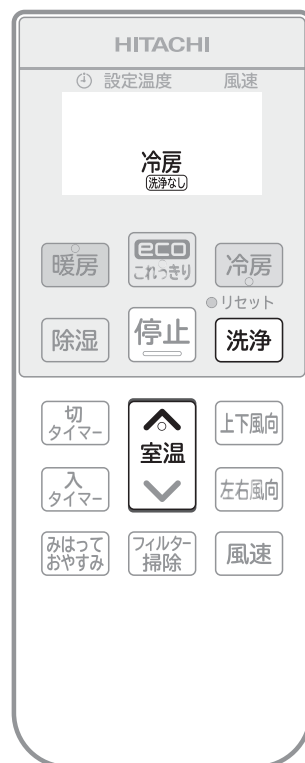 HITACHI
設定温度 風速
冷房
洗浄なし
暖房 eco これっきり 冷房
リセット
除湿 停止 洗浄
切タイマー 室温 上下風向
入タイマー 左右風向
みはっておやすみ フィルター掃除 風速